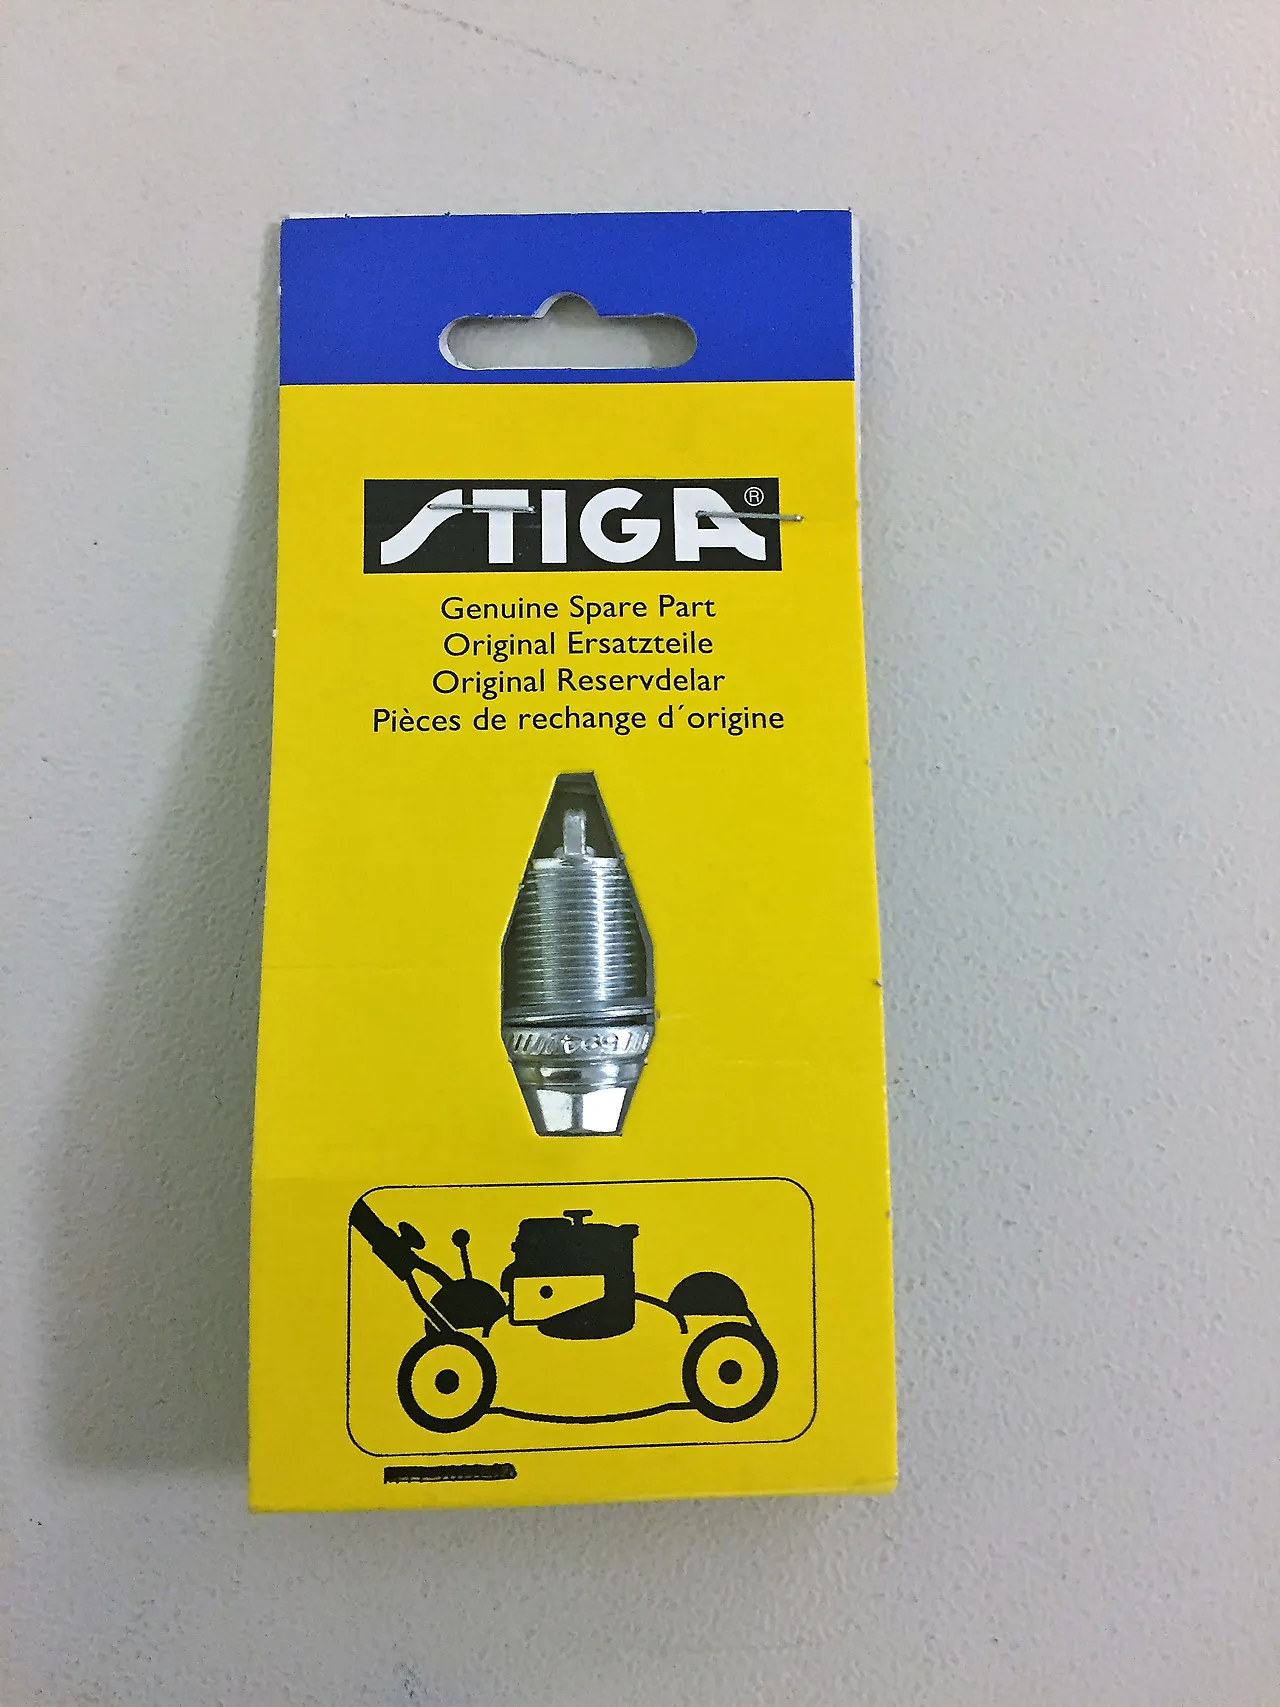 STIGA®
Genuine Spare Part
Original Ersatzteile
Original Reservdelar
Pièces de rechange d´origine